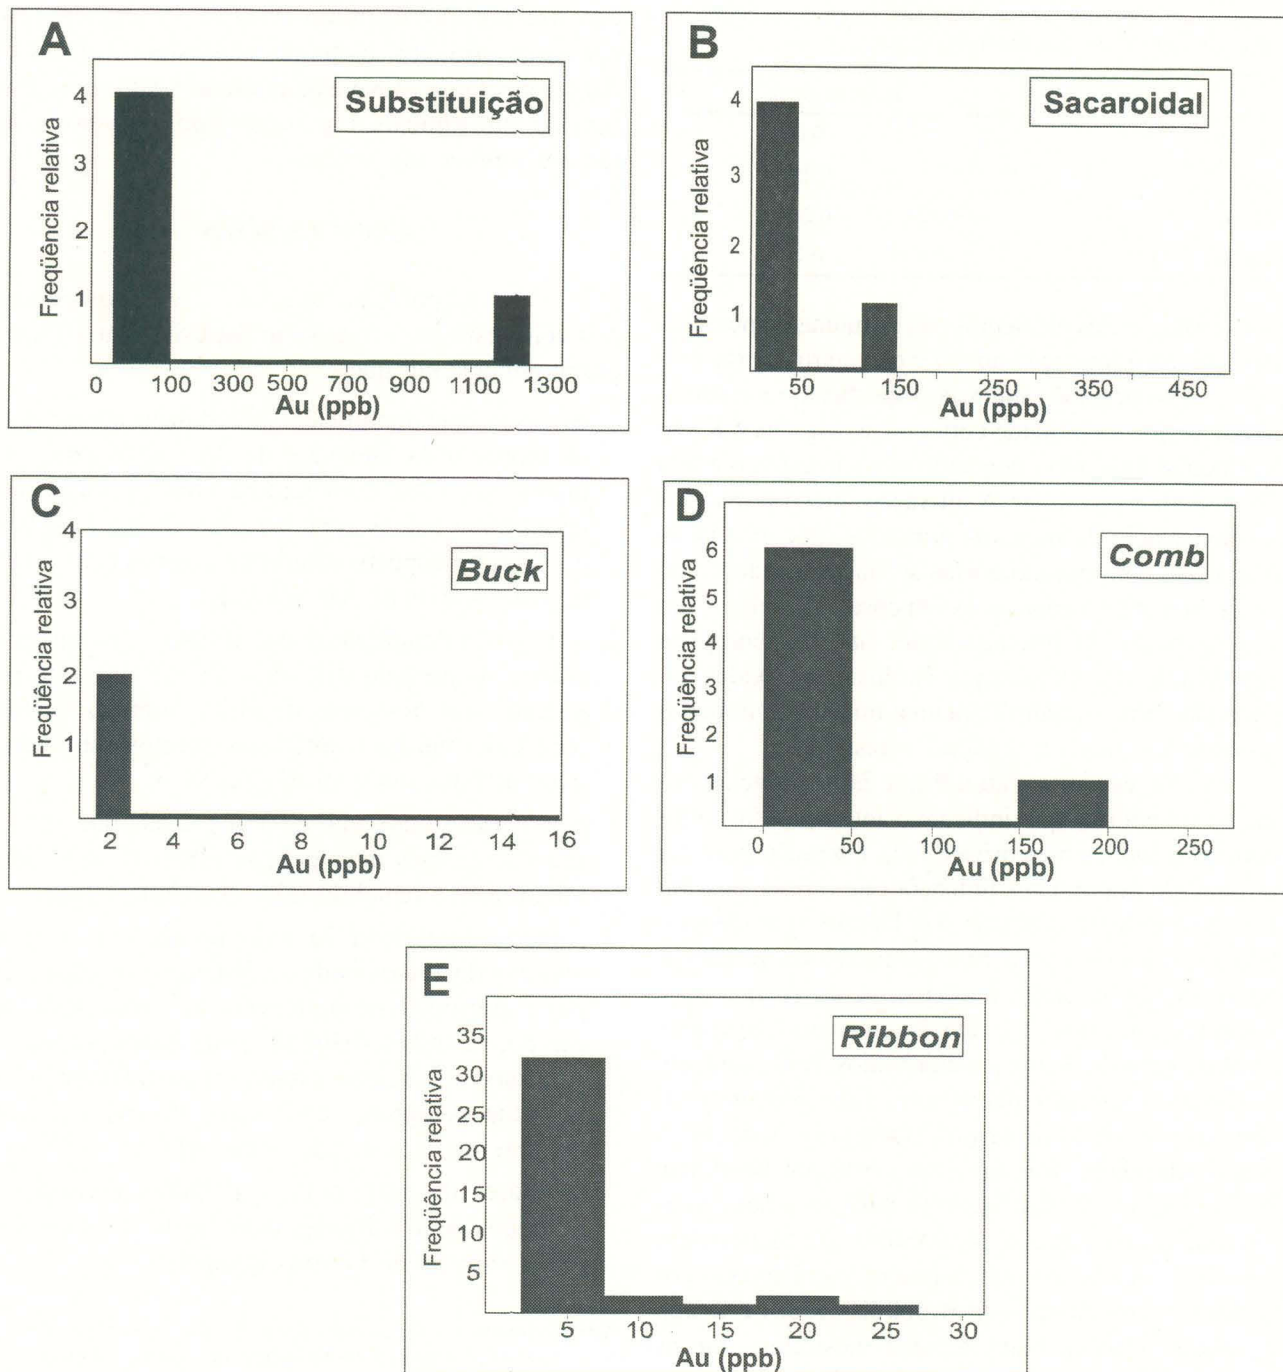 A
Substituição
Freqüência relativa
4
3
2
1
0 100 300 500 700 900 1100 1300
Au (ppb)
B
Sacaroidal
Freqüência relativa
4
3
2
1
50 150 250 350 450
Au (ppb)
C
Buck
Freqüência relativa
4
3
2
1
2 4 6 8 10 12 14 16
Au (ppb)
D
Comb
Freqüência relativa
6
5
4
3
2
1
0 50 100 150 200 250
Au (ppb)
E
Ribbon
Freqüência relativa
35
30
25
20
15
10
5
5 10 15 20 25 30
Au (ppb)